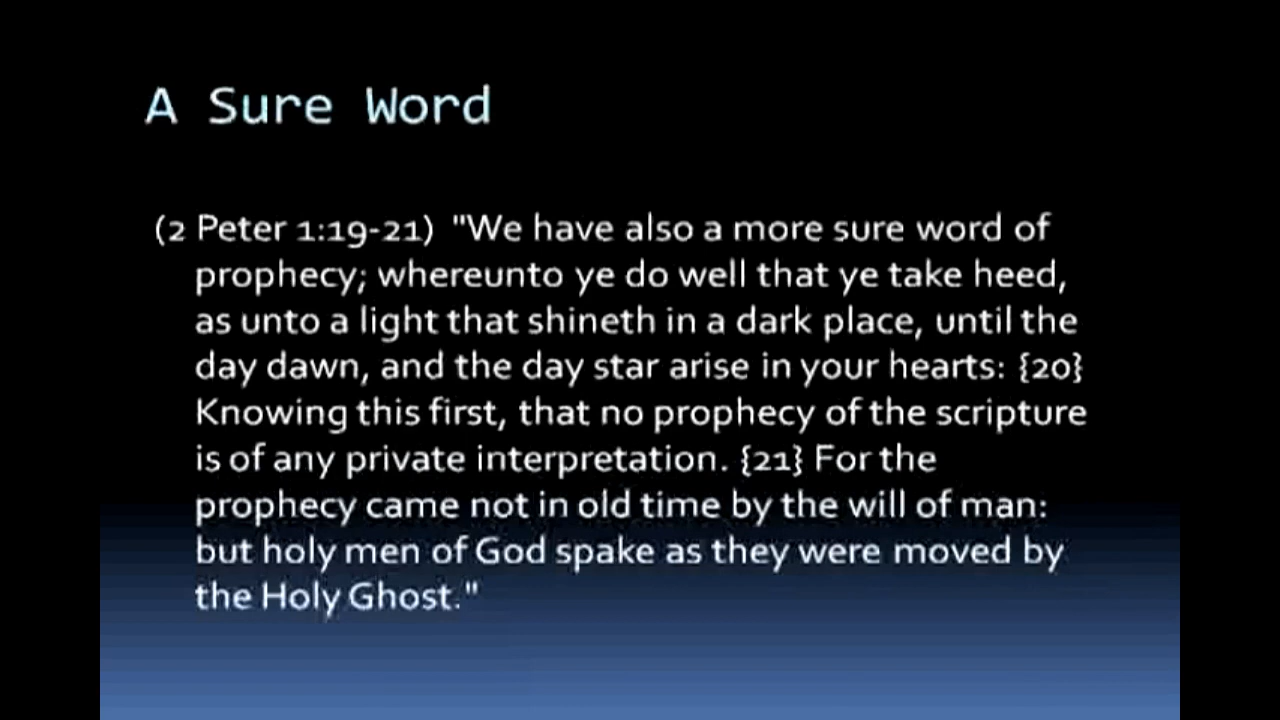 A Sure Word
(2 Peter 1:19-21) "We have also a more sure word of
prophecy; whereunto ye do well that ye take heed,
as unto a light that shineth in a dark place, until the
day dawn, and the day star arise in your hearts: {20}
Knowing this first, that no prophecy of the scripture
is of any private interpretation. {21} For the
prophecy came not in old time by the will of man:
but holy men of God spake as they were moved by
the Holy Ghost."